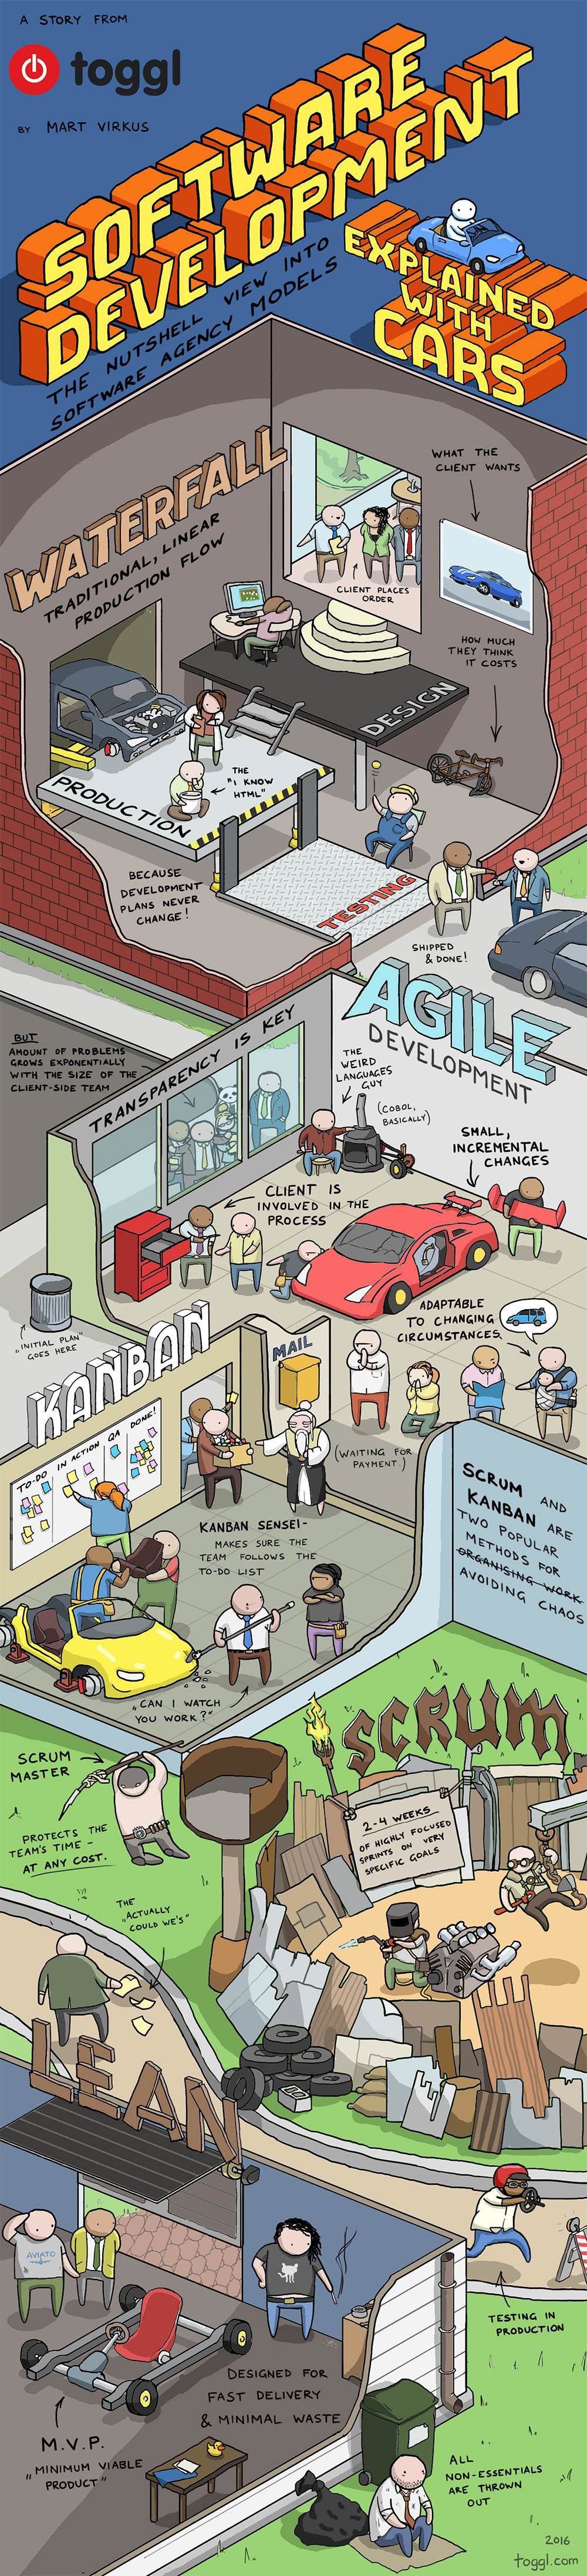 A STORY FROM
toggl
BY MART VIRKUS
SOFTWARE
DEVELOPMENT
EXPLAINED
WITH
CARS
THE NUTSHELL VIEW INTO
SOFTWARE AGENCY MODELS
WATERFALL
TRADITIONAL, LINEAR
PRODUCTION FLOW
WHAT THE
CLIENT WANTS
CLIENT PLACES
ORDER
HOW MUCH
THEY THINK
IT COSTS
DESIGN
THE
"I KNOW
HTML"
PRODUCTION
BECAUSE
DEVELOPMENT
PLANS NEVER
CHANGE!
TESTING
SHIPPED
& DONE!
AGILE
DEVELOPMENT
BUT
AMOUNT OF PROBLEMS
GROWS EXPONENTIALLY
WITH THE SIZE OF THE
CLIENT-SIDE TEAM
TRANSPARENCY IS KEY
THE
WEIRD
LANGUAGES
GUY
(COBOL,
BASICALLY)
SMALL,
INCREMENTAL
CHANGES
CLIENT IS
INVOLVED IN THE
PROCESS
"INITIAL PLAN"
GOES HERE
ADAPTABLE
TO CHANGING
CIRCUMSTANCES
KANBAN
MAIL
TO-DO IN ACTION QA DONE!
(WAITING FOR
PAYMENT)
KANBAN SENSEI-
MAKES SURE THE
TEAM FOLLOWS THE
TO-DO LIST
SCRUM AND
KANBAN ARE
TWO POPULAR
METHODS FOR
ORGANISING WORK
AVOIDING CHAOS
"CAN I WATCH
YOU WORK?"
SCRUM
SCRUM
MASTER
PROTECTS THE
TEAM'S TIME -
AT ANY COST.
2-4 WEEKS
OF HIGHLY FOCUSED
SPRINTS ON VERY
SPECIFIC GOALS
THE
"ACTUALLY
COULD WE'S"
LEAN
AVIATO
TESTING IN
PRODUCTION
DESIGNED FOR
FAST DELIVERY
& MINIMAL WASTE
M.V.P.
"MINIMUM VIABLE
PRODUCT"
ALL
NON-ESSENTIALS
ARE THROWN
OUT
2016
toggl.com